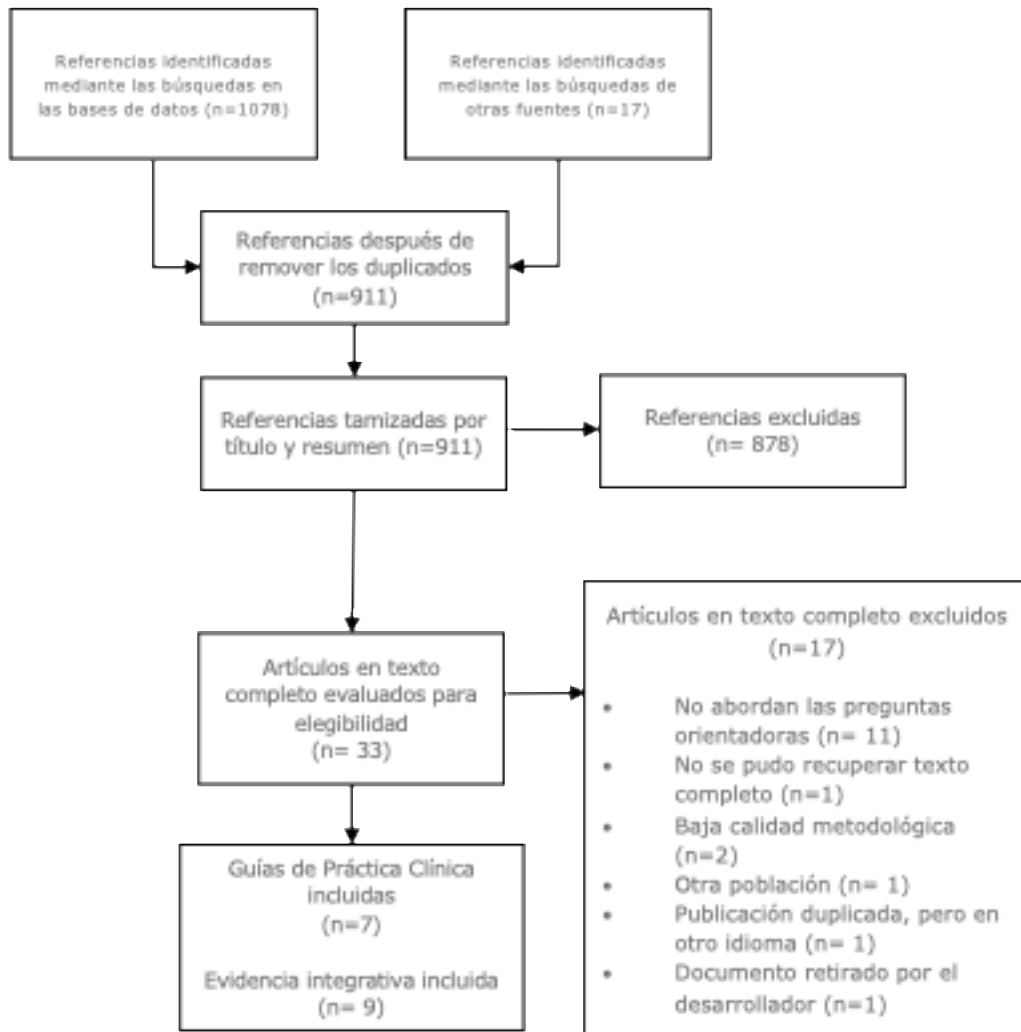 Referencias identificadas
mediante las búsquedas en
las bases de datos (n=1078)
Referencias identificadas
mediante las búsquedas de
otras fuentes (n=17)
Referencias después de
remover los duplicados
(n=911)
Referencias tamizadas por
título y resumen (n=911)
Referencias excluidas
(n= 878)
Artículos en texto
completo evaluados para
elegibilidad
(n= 33)
Artículos en texto completo excluidos
(n=17)
• No abordan las preguntas
orientadoras (n= 11)
• No se pudo recuperar texto
completo (n=1)
• Baja calidad metodológica
(n=2)
• Otra población (n= 1)
• Publicación duplicada, pero en
otro idioma (n= 1)
• Documento retirado por el
desarrollador (n=1)
Guías de Práctica Clínica
incluidas
(n=7)
Evidencia integrativa incluida
(n= 9)